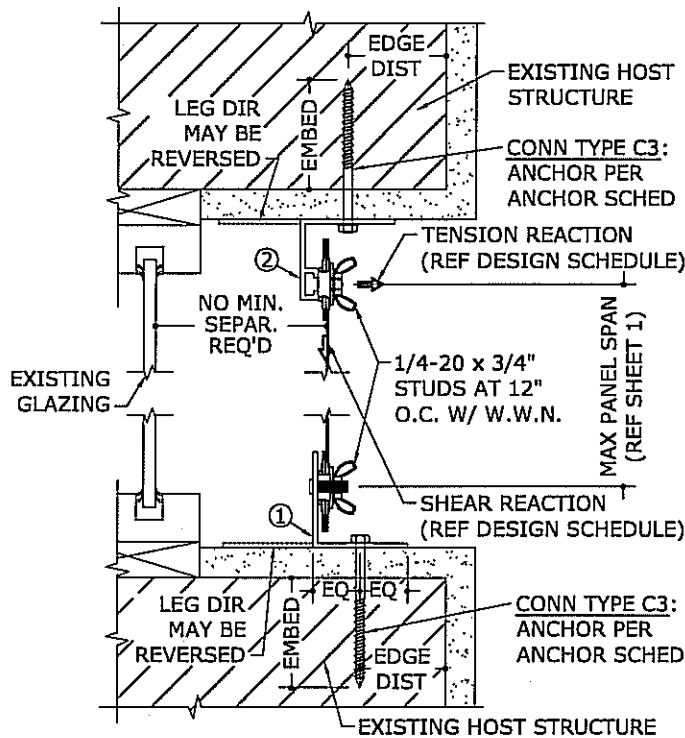 EDGE
DIST
EXISTING HOST
STRUCTURE
LEG DIR
MAY BE
REVERSED
EMBED
CONN TYPE C3:
ANCHOR PER
ANCHOR SCHED
②
TENSION REACTION
(REF DESIGN SCHEDULE)
NO MIN.
SEPAR.
REQ'D
1/4-20 x 3/4"
STUDS AT 12"
O.C. W/ W.W.N.
MAX PANEL SPAN
(REF SHEET 1)
EXISTING
GLAZING
①
SHEAR REACTION
(REF DESIGN SCHEDULE)
EQ EQ
LEG DIR
MAY BE
REVERSED
EMBED
CONN TYPE C3:
ANCHOR PER
ANCHOR SCHED
EDGE
DIST
EXISTING HOST STRUCTURE